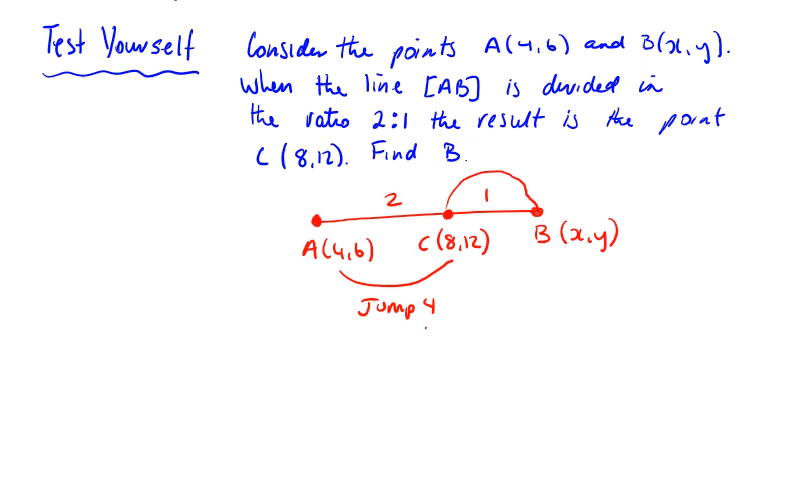 Test Yourself
Consider the points A(4,6) and B(x,y).
When the line [AB] is divided in
the ratio 2:1 the result is the point
C (8,12). Find B.
2 1
A(4,6) C(8,12) B(x,y)
Jump 4